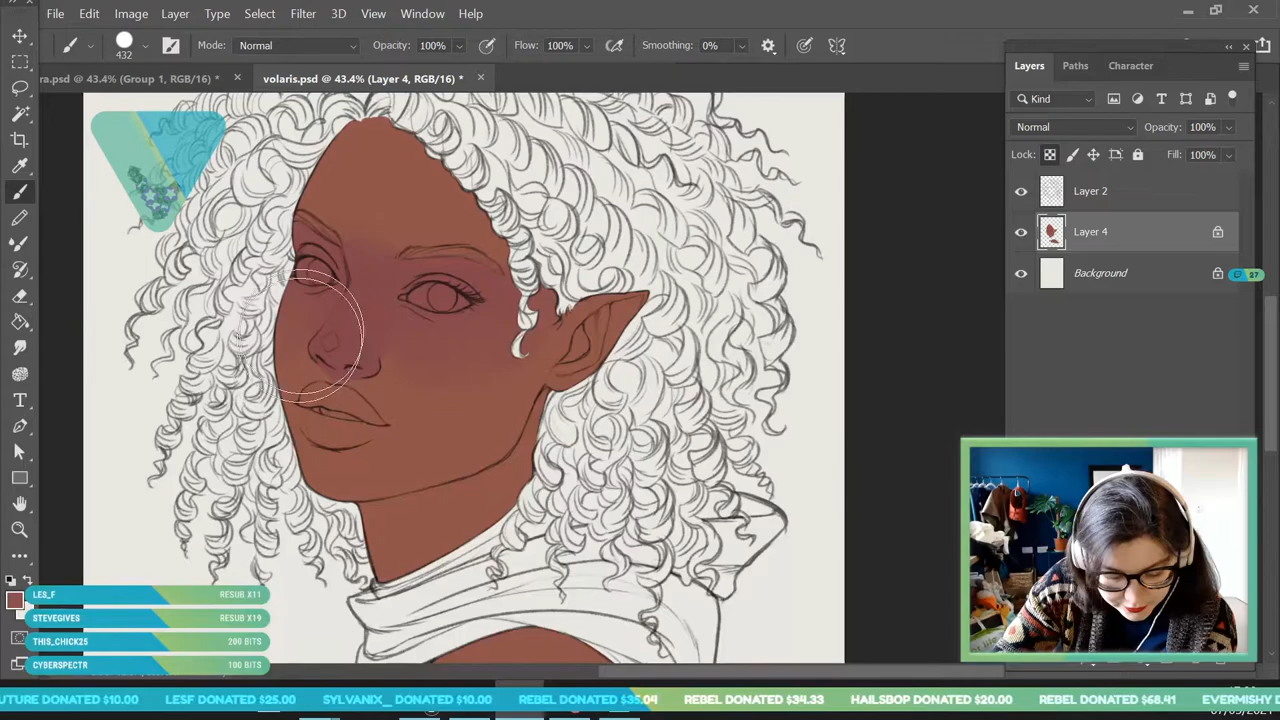 File Edit Image Layer Type Select Filter 3D View Window Help
432 Mode: Normal Opacity: 100% Flow: 100% Smoothing: 0%
ra.psd @ 43.4% (Group 1, RGB/16) * volaris.psd @ 43.4% (Layer 4, RGB/16) *
Layers Paths Character
Kind
Normal Opacity: 100%
Lock: Fill: 100%
Layer 2
Layer 4
Background
27
LES_F RESUB X11
STEVEGIVES RESUB X19
THIS_CHICK25 200 BITS
CYBERSPECTR 100 BITS
UTURE DONATED $10.00 LESF DONATED $25.00 SYLVANIX_ DONATED $10.00 REBEL DONATED $35.04 REBEL DONATED $34.33 HAILSBOP DONATED $20.00 REBEL DONATED $68.41 EVERMISHY D